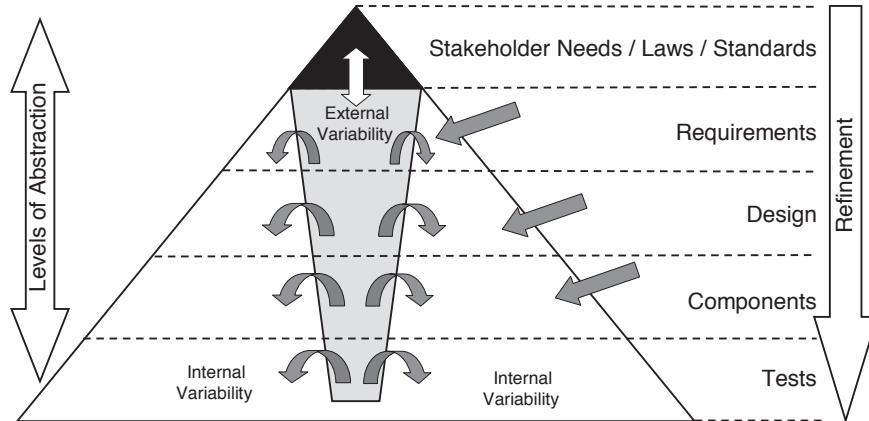 Stakeholder Needs / Laws / Standards
Levels of Abstraction
External
Variability
Requirements
Refinement
Design
Components
Internal
Variability
Internal
Variability
Tests